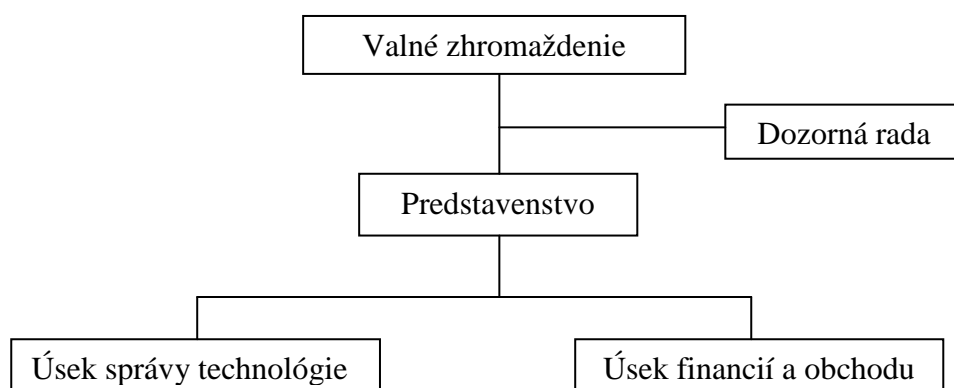 Valné zhromaždenie
Dozorná rada
Predstavenstvo
Úsek správy technológie
Úsek financií a obchodu